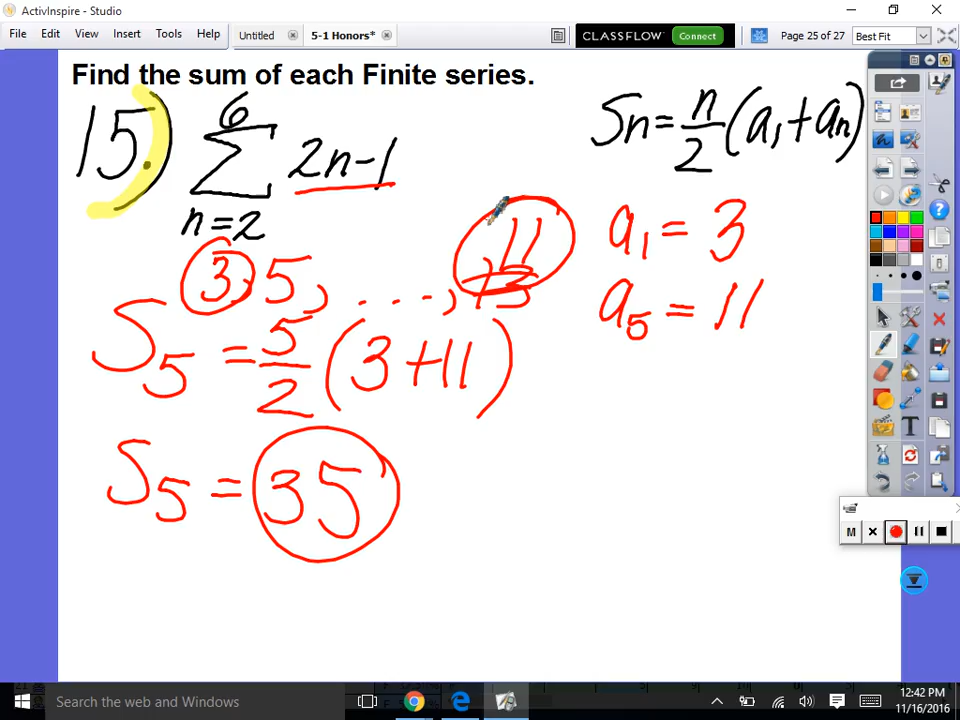 ActivInspire - Studio
File Edit View Insert Tools Help Untitled 5-1 Honors* CLASSFLOW Connect Page 25 of 27 Best Fit
Find the sum of each Finite series.
15.) 6 Σ 2n-1 n=2
Sn = n/2 (a1 + an)
3, 5, ..., 11
a1 = 3
a5 = 11
S5 = 5/2 (3+11)
S5 = 35
M
Search the web and Windows
12:42 PM
11/16/2016